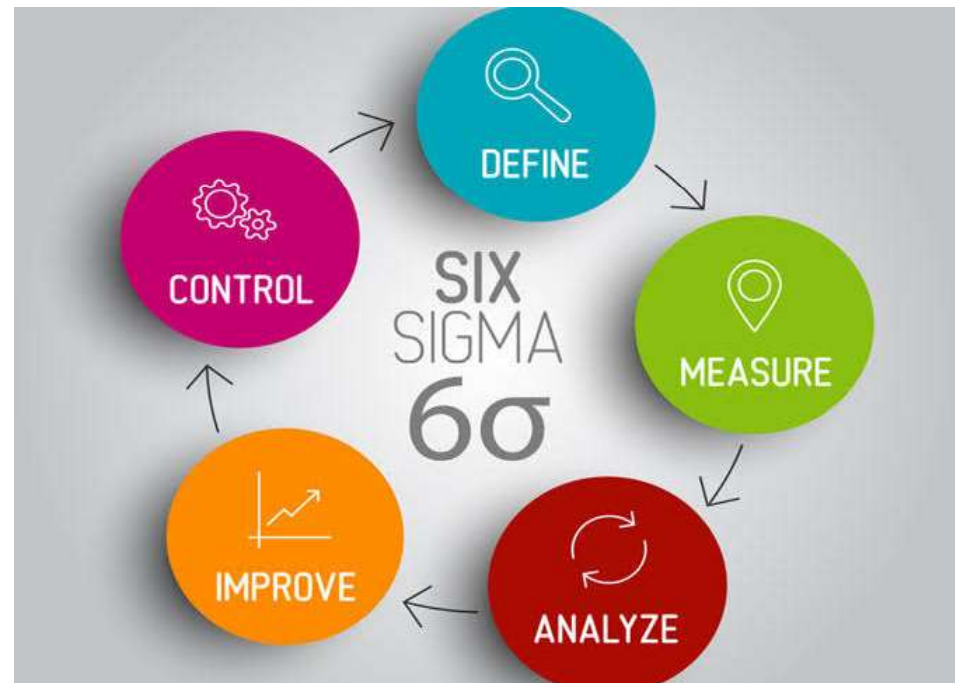 DEFINE
MEASURE
ANALYZE
IMPROVE
CONTROL
SIX
SIGMA
6σ